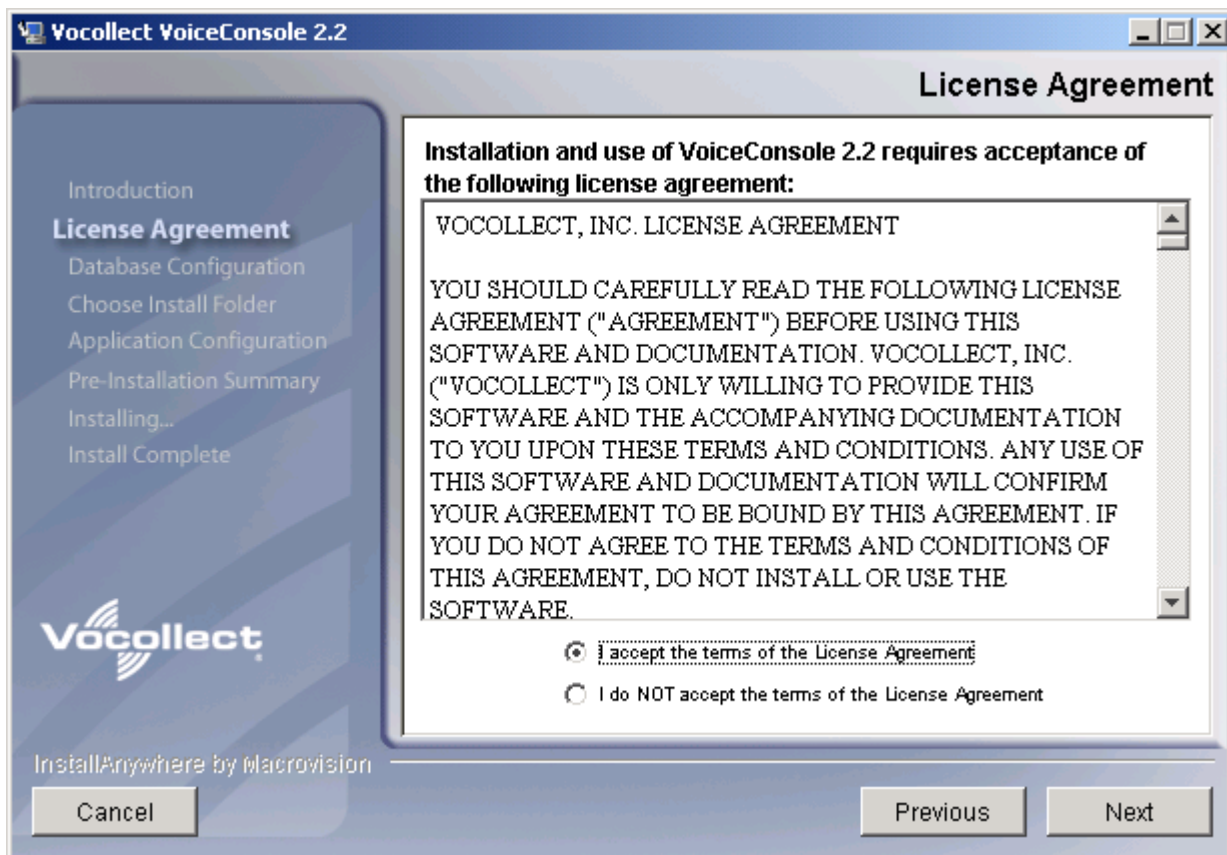 Vocollect VoiceConsole 2.2
License Agreement
Introduction
License Agreement
Database Configuration
Choose Install Folder
Application Configuration
Pre-Installation Summary
Installing...
Install Complete
Vocollect
Installation and use of VoiceConsole 2.2 requires acceptance of
the following license agreement:
VOCOLLECT, INC. LICENSE AGREEMENT
YOU SHOULD CAREFULLY READ THE FOLLOWING LICENSE
AGREEMENT ("AGREEMENT") BEFORE USING THIS
SOFTWARE AND DOCUMENTATION. VOCOLLECT, INC.
("VOCOLLECT") IS ONLY WILLING TO PROVIDE THIS
SOFTWARE AND THE ACCOMPANYING DOCUMENTATION
TO YOU UPON THESE TERMS AND CONDITIONS. ANY USE OF
THIS SOFTWARE AND DOCUMENTATION WILL CONFIRM
YOUR AGREEMENT TO BE BOUND BY THIS AGREEMENT. IF
YOU DO NOT AGREE TO THE TERMS AND CONDITIONS OF
THIS AGREEMENT, DO NOT INSTALL OR USE THE
SOFTWARE.
I accept the terms of the License Agreement
I do NOT accept the terms of the License Agreement
InstallAnywhere by Macrovision
Cancel
Previous
Next